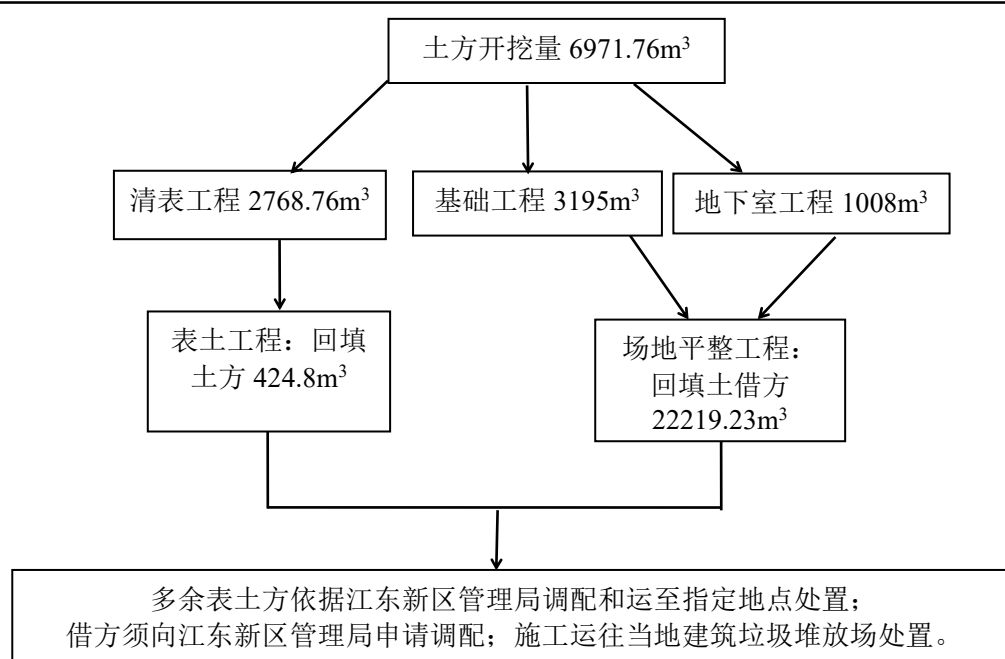 土方开挖量 6971.76m³
清表工程 2768.76m³
基础工程 3195m³
地下室工程 1008m³
表土工程：回填
土方 424.8m³
场地平整工程：
回填土借方
22219.23m³
多余表土方依据江东新区管理局调配和运至指定地点处置；
借方须向江东新区管理局申请调配；施工运往当地建筑垃圾堆放场处置。